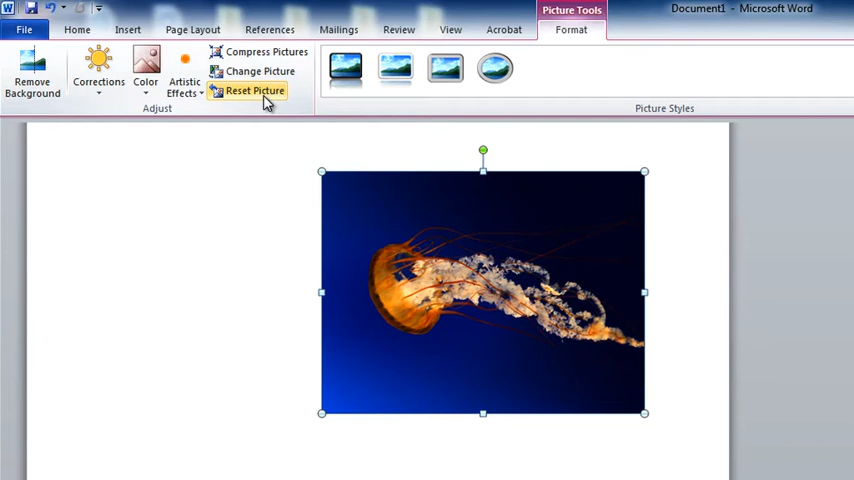 W
Picture Tools
Document1 - Microsoft Word
File Home Insert Page Layout References Mailings Review View Acrobat Format
Compress Pictures
Change Picture
Reset Picture
Remove Background
Corrections
Color
Artistic Effects
Adjust
Picture Styles